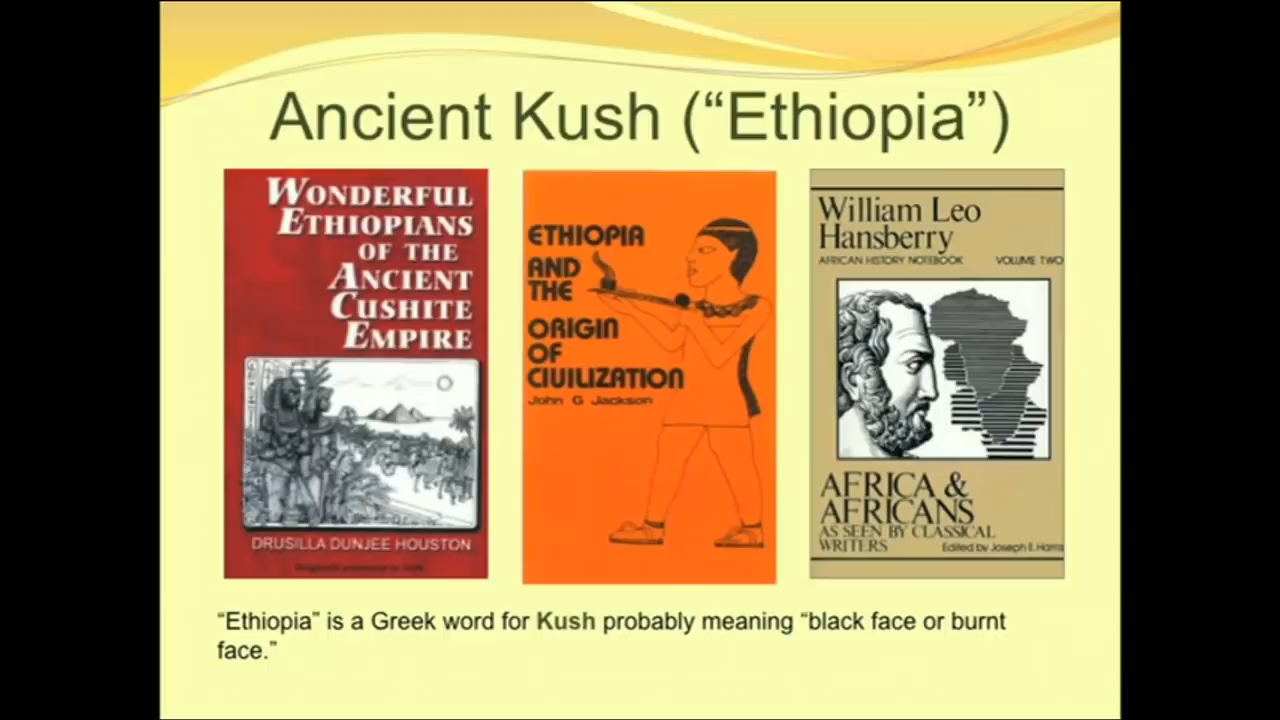 Ancient Kush (“Ethiopia”)
WONDERFUL
ETHIOPIANS
OF THE
ANCIENT
CUSHITE
EMPIRE
DRUSILLA DUNJEE HOUSTON
ETHIOPIA
AND
THE
ORIGIN
OF
CIVILIZATION
John G Jackson
William Leo
Hansberry
AFRICAN HISTORY NOTEBOOK VOLUME TWO
AFRICA &
AFRICANS
AS SEEN BY CLASSICAL
WRITERS Edited by Joseph E. Harris
“Ethiopia” is a Greek word for Kush probably meaning “black face or burnt
face.”